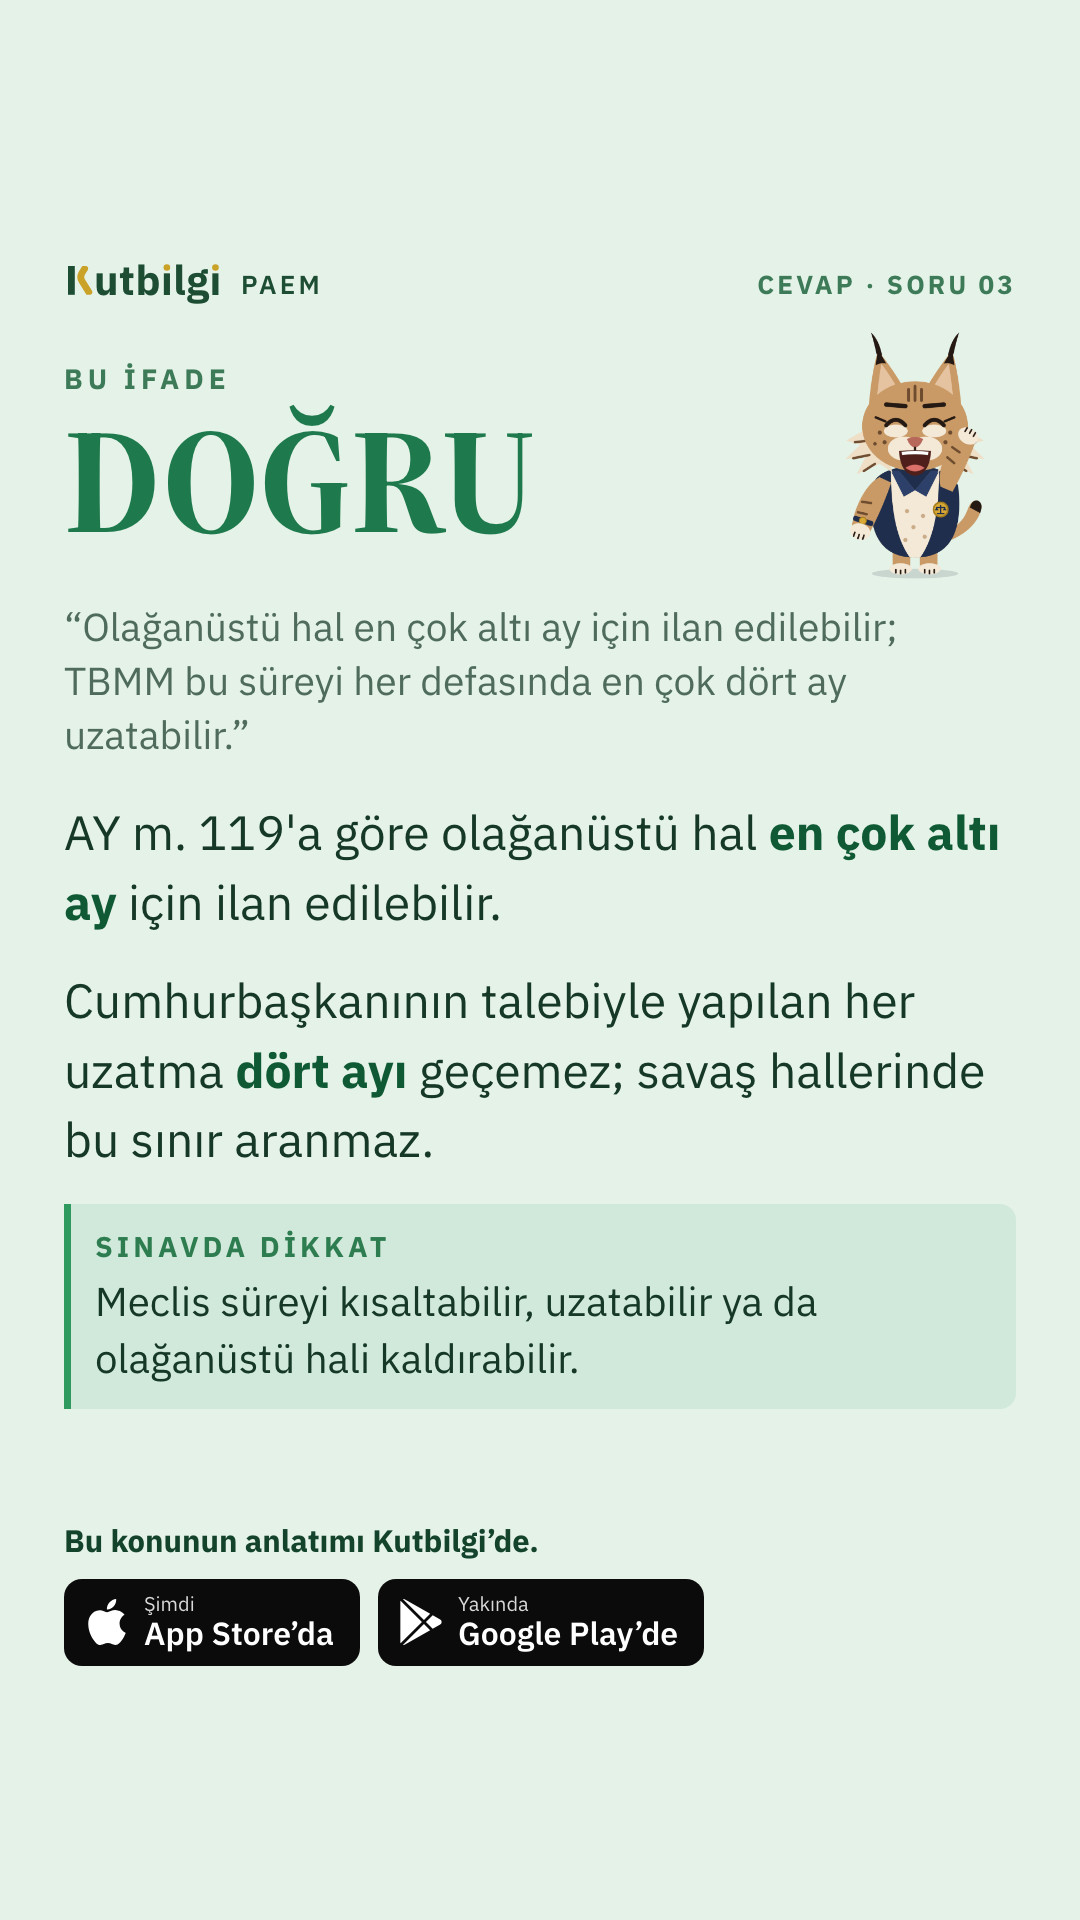 Kutbilgi PAEM
CEVAP · SORU 03
BU İFADE
DOĞRU
“Olağanüstü hal en çok altı ay için ilan edilebilir;
TBMM bu süreyi her defasında en çok dört ay
uzatabilir.”
AY m. 119'a göre olağanüstü hal en çok altı
ay için ilan edilebilir.
Cumhurbaşkanının talebiyle yapılan her
uzatma dört ayı geçemez; savaş hallerinde
bu sınır aranmaz.
SINAVDA DİKKAT
Meclis süreyi kısaltabilir, uzatabilir ya da
olağanüstü hali kaldırabilir.
Bu konunun anlatımı Kutbilgi’de.
Şimdi
App Store’da
Yakında
Google Play’de